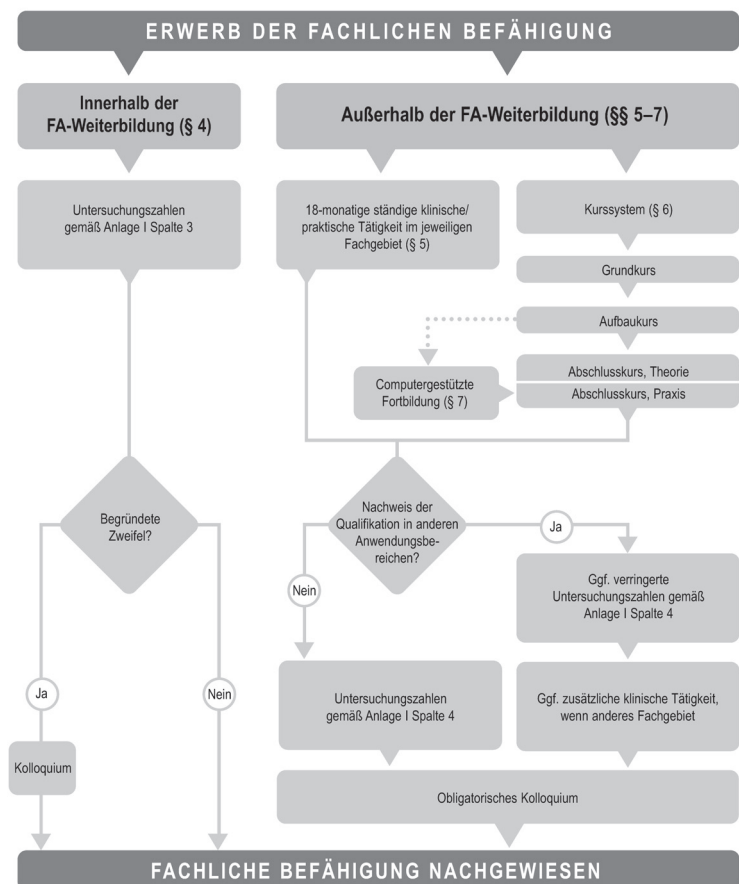 ERWERB DER FACHLICHEN BEFÄHIGUNG
Innerhalb der
FA-Weiterbildung (§ 4)
Außerhalb der FA-Weiterbildung (§§ 5–7)
Untersuchungszahlen
gemäß Anlage I Spalte 3
18-monatige ständige klinische/
praktische Tätigkeit im jeweiligen
Fachgebiet (§ 5)
Kurssystem (§ 6)
Grundkurs
Aufbaukurs
Computergestützte
Fortbildung (§ 7)
Abschlusskurs, Theorie
Abschlusskurs, Praxis
Begründete
Zweifel?
Nachweis der
Qualifikation in anderen
Anwendungsbe-
reichen?
Ja
Nein
Ggf. verringerte
Untersuchungszahlen gemäß
Anlage I Spalte 4
Ja
Nein
Untersuchungszahlen
gemäß Anlage I Spalte 4
Ggf. zusätzliche klinische Tätigkeit,
wenn anderes Fachgebiet
Kolloquium
Obligatorisches Kolloquium
FACHLICHE BEFÄHIGUNG NACHGEWIESEN